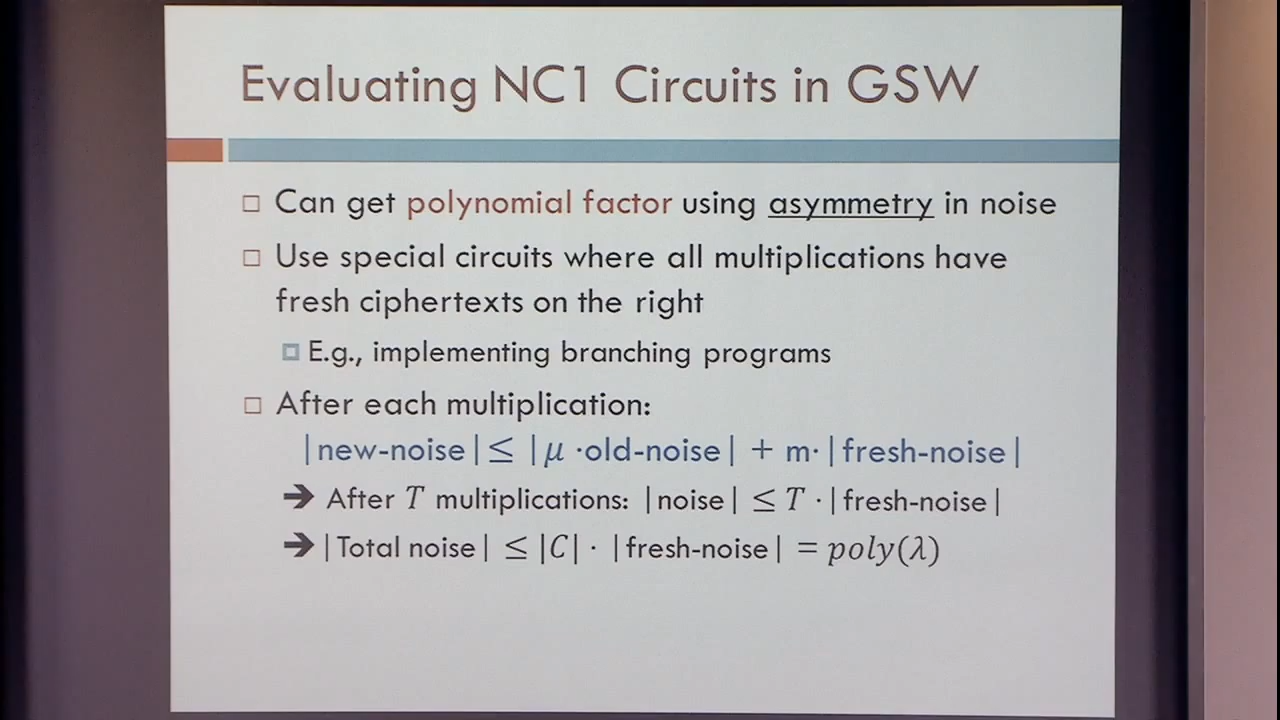 Evaluating NC1 Circuits in GSW
Can get polynomial factor using asymmetry in noise
Use special circuits where all multiplications have
fresh ciphertexts on the right
E.g., implementing branching programs
After each multiplication:
|new-noise| ≤ |μ ·old-noise| + m·|fresh-noise|
➔ After T multiplications: |noise| ≤ T · |fresh-noise|
➔ |Total noise| ≤ |C| · |fresh-noise| = poly(λ)